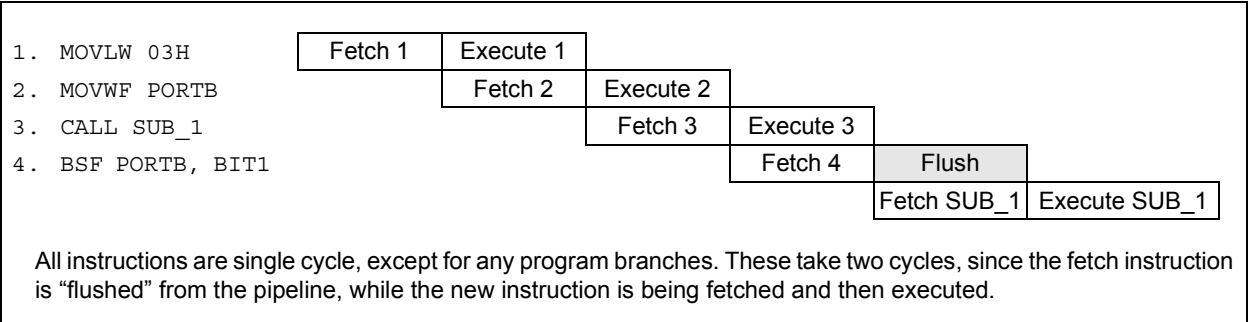 1. MOVLW 03H Fetch 1 Execute 1
2. MOVWF PORTB Fetch 2 Execute 2
3. CALL SUB_1 Fetch 3 Execute 3
4. BSF PORTB, BIT1 Fetch 4 Flush
Fetch SUB_1 Execute SUB_1
All instructions are single cycle, except for any program branches. These take two cycles, since the fetch instruction
is “flushed” from the pipeline, while the new instruction is being fetched and then executed.